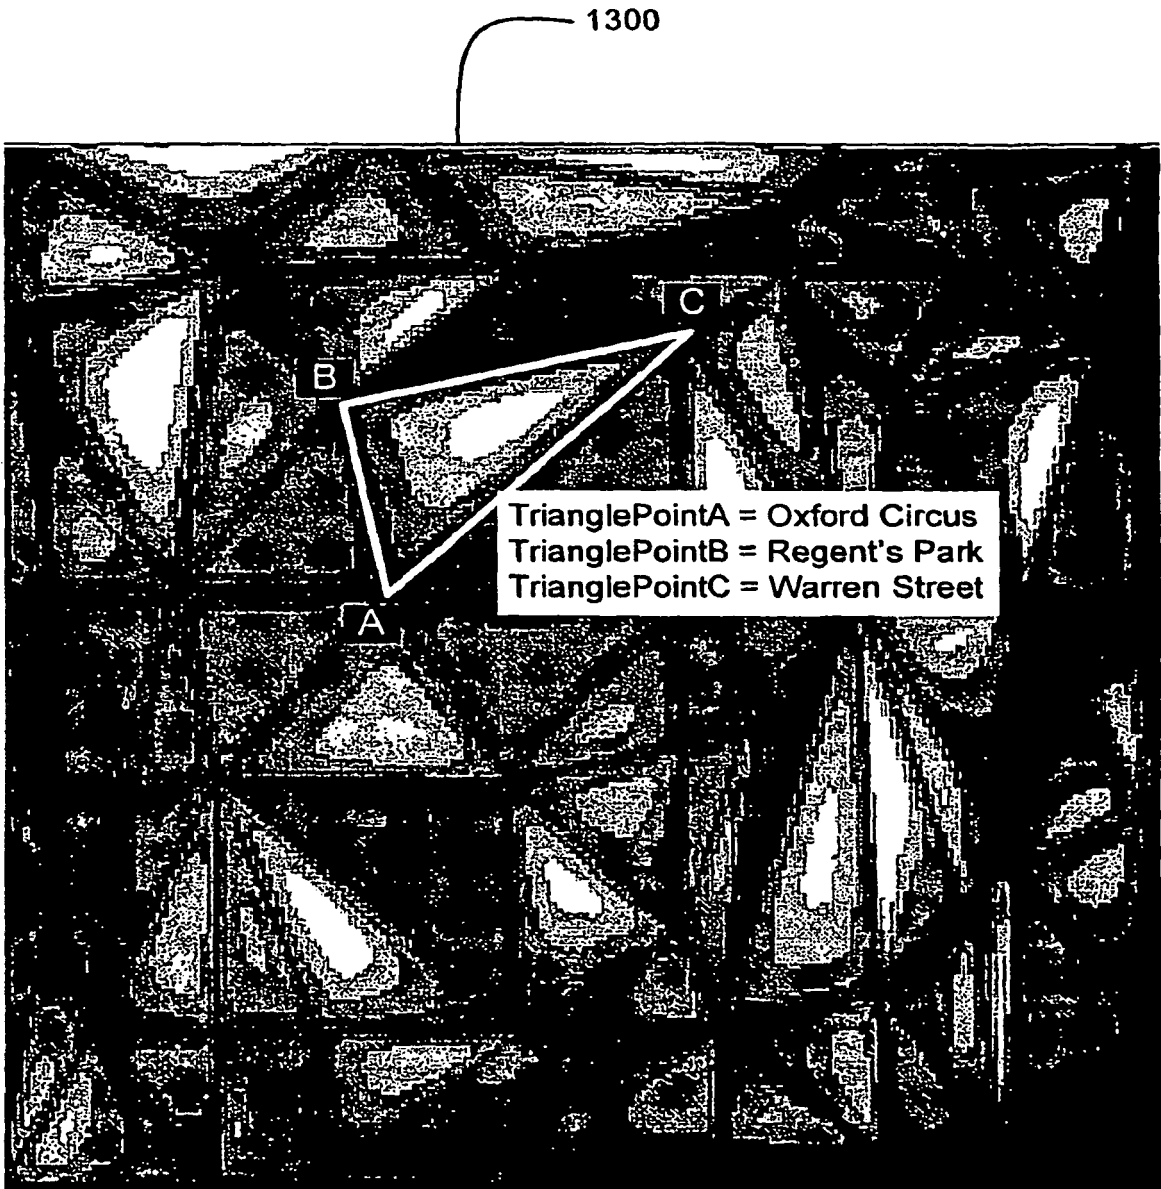 1300
C
B
TrianglePointA = Oxford Circus
TrianglePointB = Regent's Park
TrianglePointC = Warren Street
A